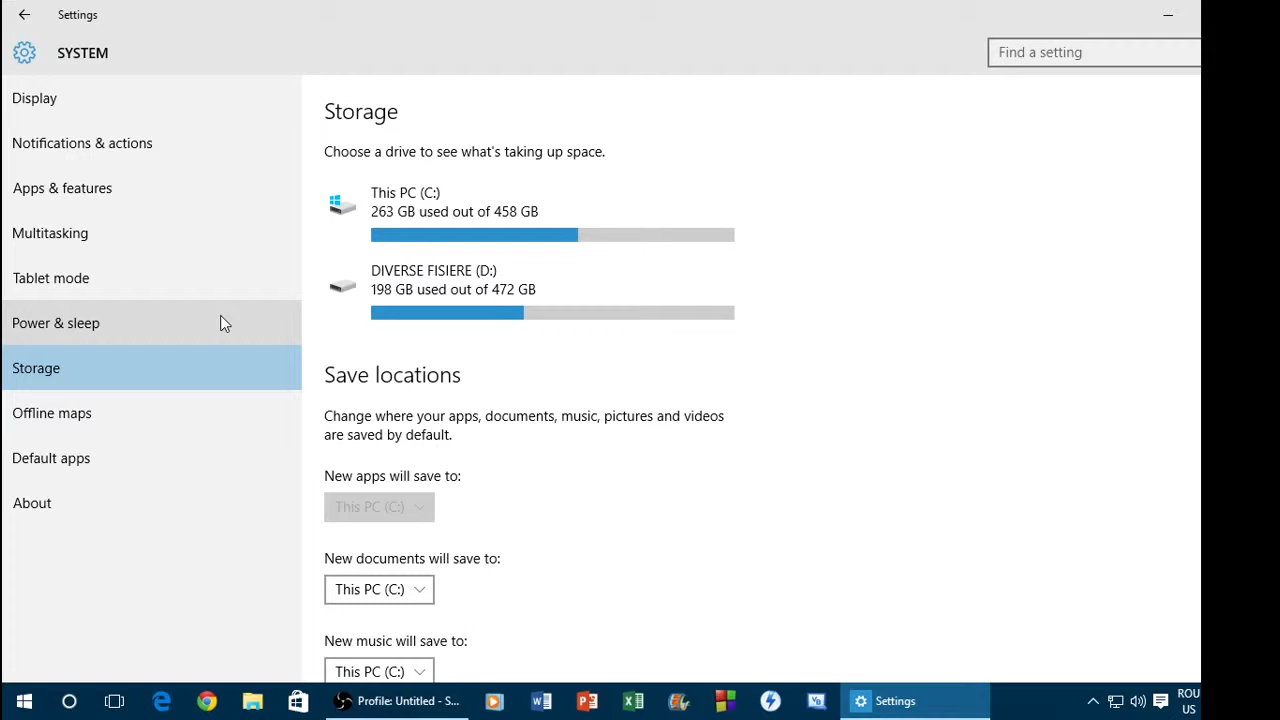 Settings
SYSTEM
Find a setting
Display
Notifications & actions
Apps & features
Multitasking
Tablet mode
Power & sleep
Storage
Offline maps
Default apps
About
Storage
Choose a drive to see what's taking up space.
This PC (C:)
263 GB used out of 458 GB
DIVERSE FISIERE (D:)
198 GB used out of 472 GB
Save locations
Change where your apps, documents, music, pictures and videos
are saved by default.
New apps will save to:
This PC (C:)
New documents will save to:
This PC (C:)
New music will save to:
This PC (C:)
Profile: Untitled - S...
Settings
ROU
US